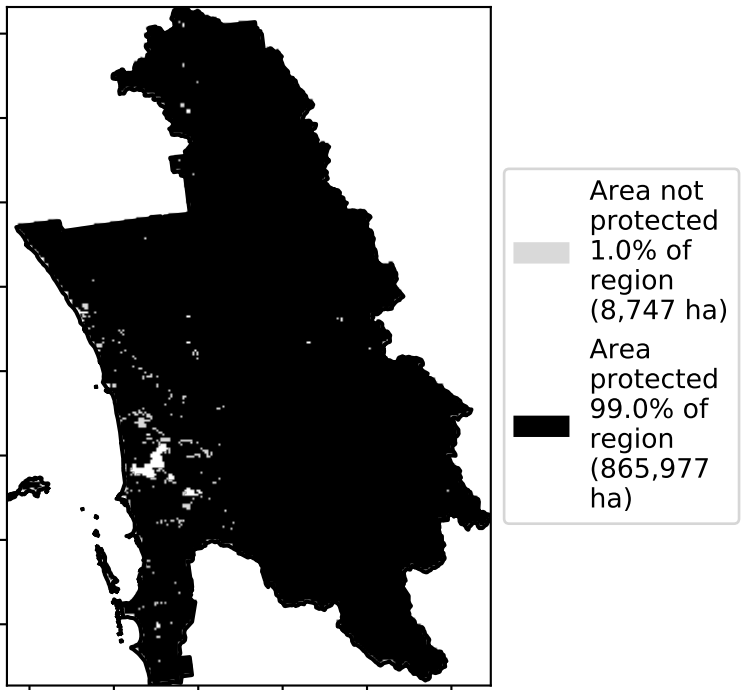 Area not
protected
1.0% of
region
(8,747 ha)
Area
protected
99.0% of
region
(865,977
ha)